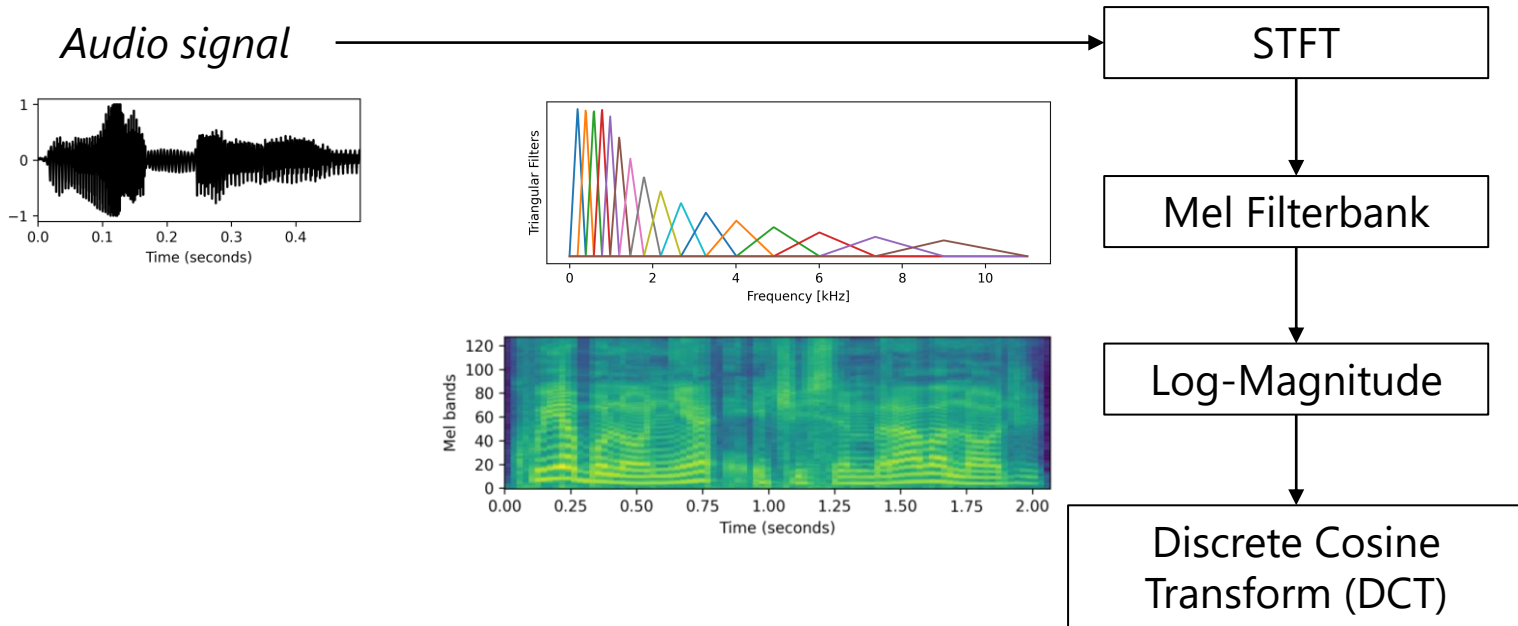 Audio signal
STFT
1
0
−1
0.0 0.1 0.2 0.3 0.4
Time (seconds)
Triangular Filters
0 2 4 6 8 10
Frequency [kHz]
Mel Filterbank
120
100
80
60
40
20
0
Mel bands
0.00 0.25 0.50 0.75 1.00 1.25 1.50 1.75 2.00
Time (seconds)
Log-Magnitude
Discrete Cosine
Transform (DCT)